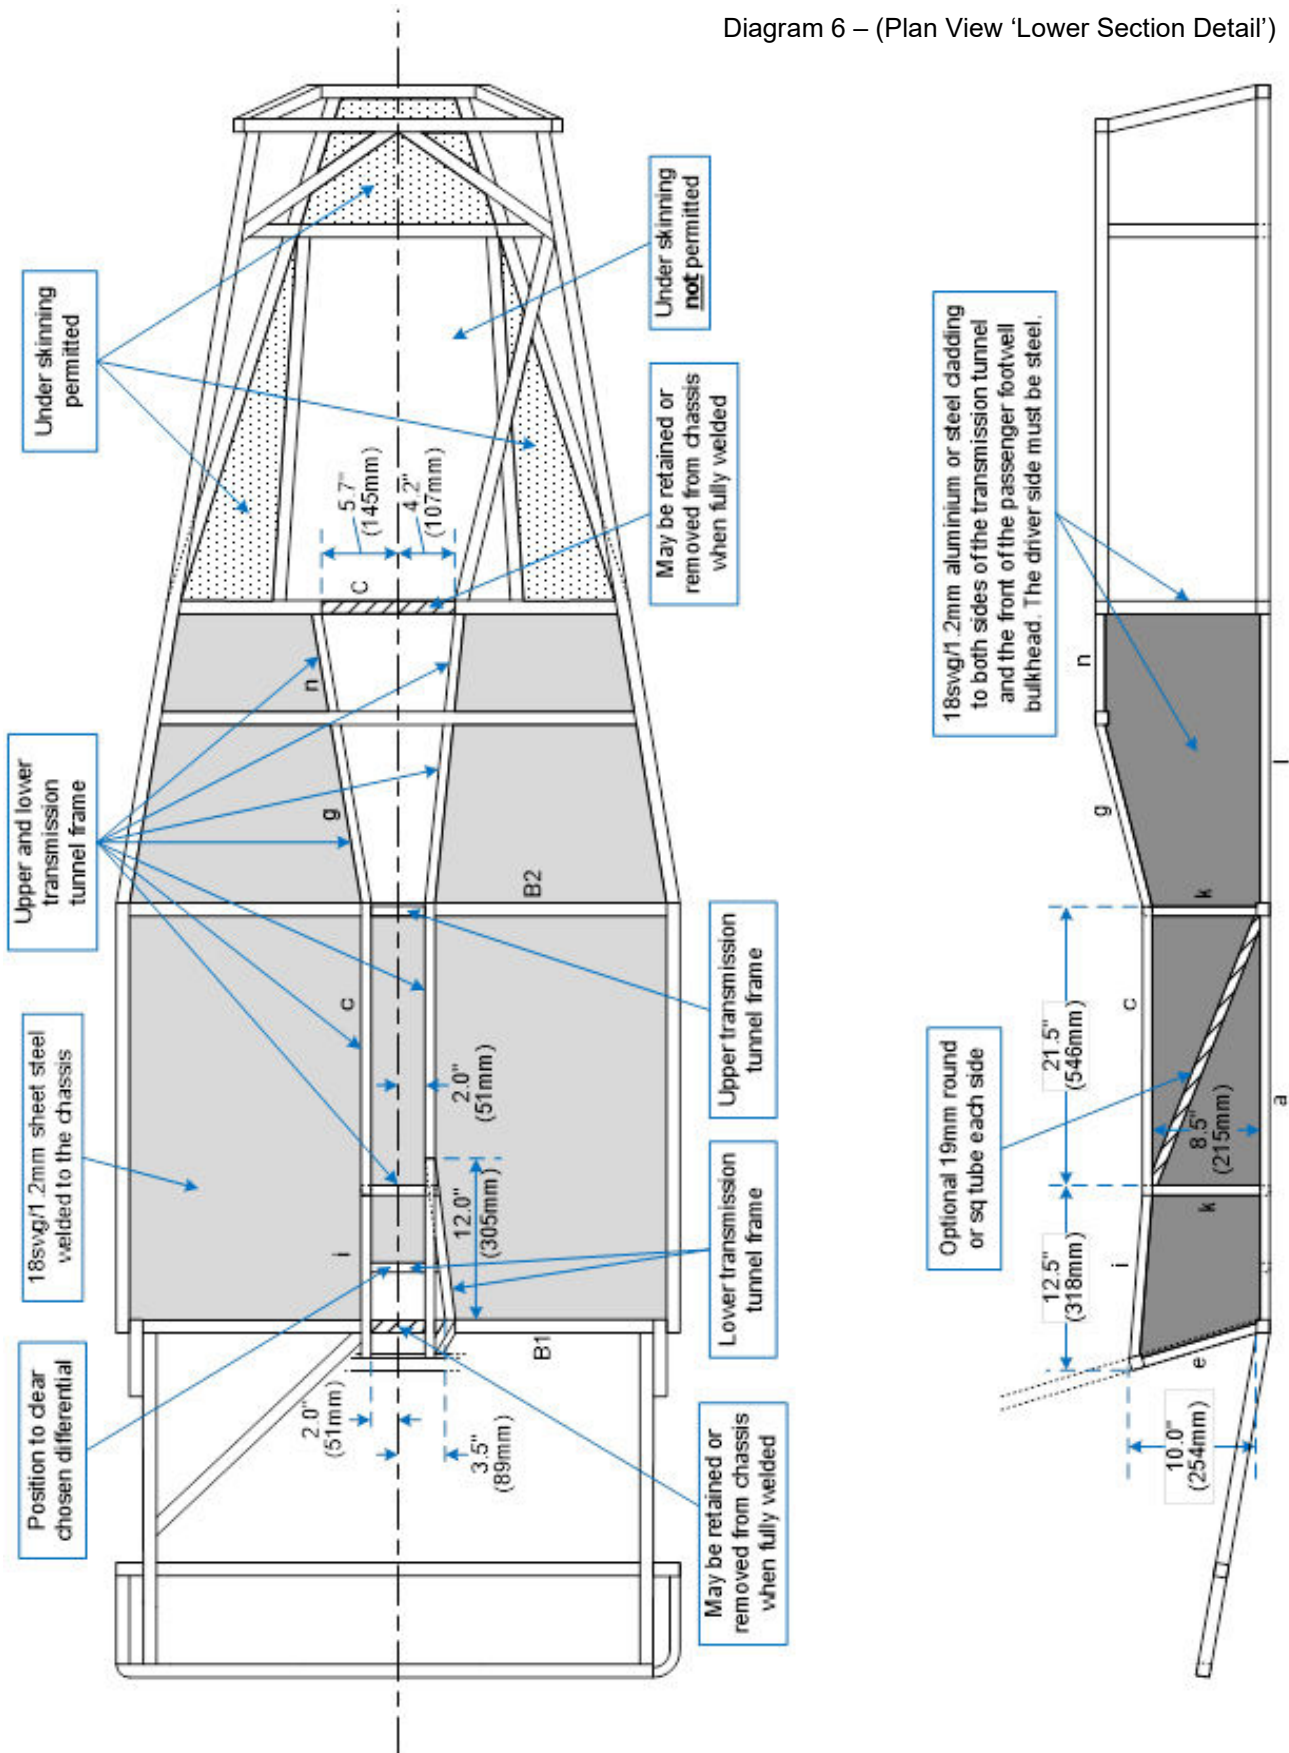 Diagram 6 – (Plan View ‘Lower Section Detail’)
Under skinning
permitted
Under skinning
not permitted
May be retained or
removed from chassis
when fully welded
5.7"
(145mm)
4.2"
(107mm)
C
n
g
Upper and lower
transmission
tunnel frame
B2
Upper transmission
tunnel frame
c
2.0"
(51mm)
18swg/1.2mm sheet steel
welded to the chassis
12.0"
(305mm)
i
Lower transmission
tunnel frame
B1
Position to clear
chosen differential
2.0"
(51mm)
3.5"
(89mm)
May be retained or
removed from chassis
when fully welded
18swg/1.2mm aluminium or steel cladding
to both sides of the transmission tunnel
and the front of the passenger footwell
bulkhead. The driver side must be steel.
n
g
l
k
c
21.5"
(546mm)
a
8.5"
(215mm)
Optional 19mm round
or sq tube each side
k
i
12.5"
(318mm)
e
10.0"
(254mm)